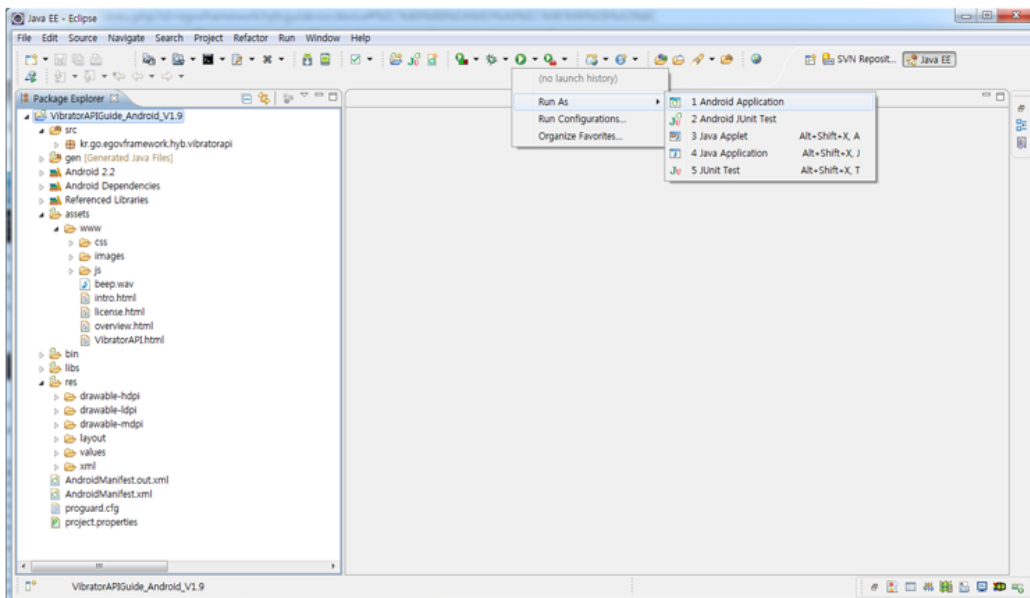 Java EE - Eclipse
File Edit Source Navigate Search Project Refactor Run Window Help
SVN Reposit... Java EE
Package Explorer
VibratorAPIGuide_Android_V1.9
src
kr.go.egovframework.hyb.vibratorapi
gen [Generated Java Files]
Android 2.2
Android Dependencies
Referenced Libraries
assets
www
css
images
js
beep.wav
intro.html
license.html
overview.html
VibratorAPI.html
bin
libs
res
drawable-hdpi
drawable-ldpi
drawable-mdpi
layout
values
xml
AndroidManifest.out.xml
AndroidManifest.xml
proguard.cfg
project.properties
(no launch history)
Run As
Run Configurations...
Organize Favorites...
1 Android Application
2 Android JUnit Test
3 Java Applet Alt+Shift+X, A
4 Java Application Alt+Shift+X, J
5 JUnit Test Alt+Shift+X, T
VibratorAPIGuide_Android_V1.9